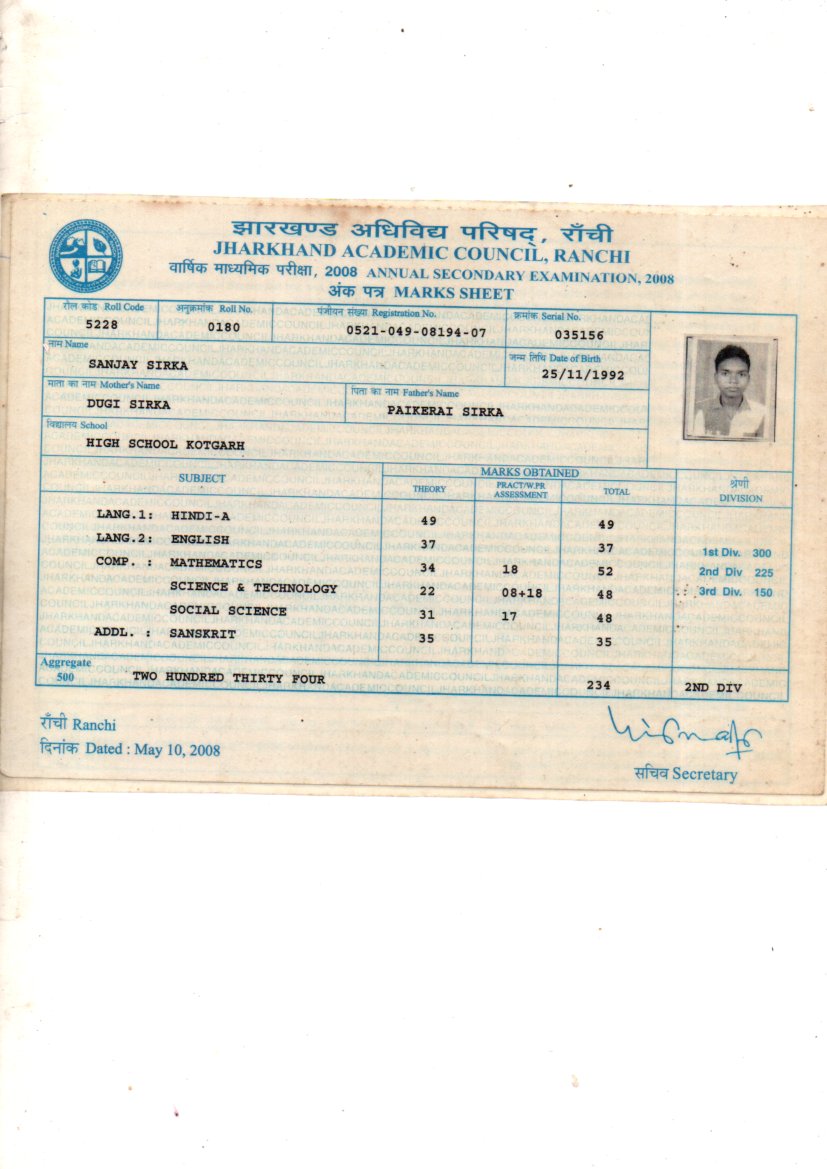 झारखण्ड अधिविद्य परिषद्, राँची
JHARKHAND ACADEMIC COUNCIL, RANCHI
वार्षिक माध्यमिक परीक्षा, 2008 ANNUAL SECONDARY EXAMINATION, 2008
अंक पत्र MARKS SHEET
रौल कोड Roll Code अनुक्रमांक Roll No. पंजीयन संख्या Registration No. क्रमांक Serial No.
5228 0180 0521-049-08194-07 035156
नाम Name जन्म तिथि Date of Birth
SANJAY SIRKA 25/11/1992
माता का नाम Mother's Name पिता का नाम Father's Name
DUGI SIRKA PAIKERAI SIRKA
विद्यालय School
HIGH SCHOOL KOTGARH
SUBJECT MARKS OBTAINED श्रेणी DIVISION
THEORY PRACT/W.PR ASSESSMENT TOTAL
LANG.1: HINDI-A 49 49
LANG.2: ENGLISH 37 37 1st Div. 300
COMP. : MATHEMATICS 34 18 52 2nd Div 225
SCIENCE & TECHNOLOGY 22 08+18 48 3rd Div. 150
SOCIAL SCIENCE 31 17 48
ADDL. : SANSKRIT 35 35
Aggregate
500 TWO HUNDRED THIRTY FOUR 234 2ND DIV
राँची Ranchi
दिनांक Dated : May 10, 2008
सचिव Secretary